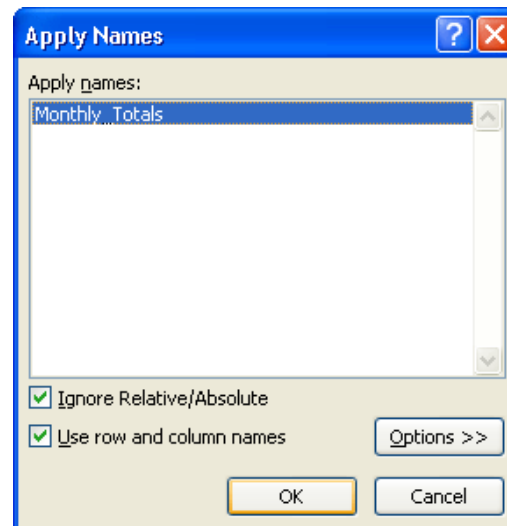 Apply Names
Apply names:
Monthly_Totals
Ignore Relative/Absolute
Use row and column names
Options >>
OK
Cancel